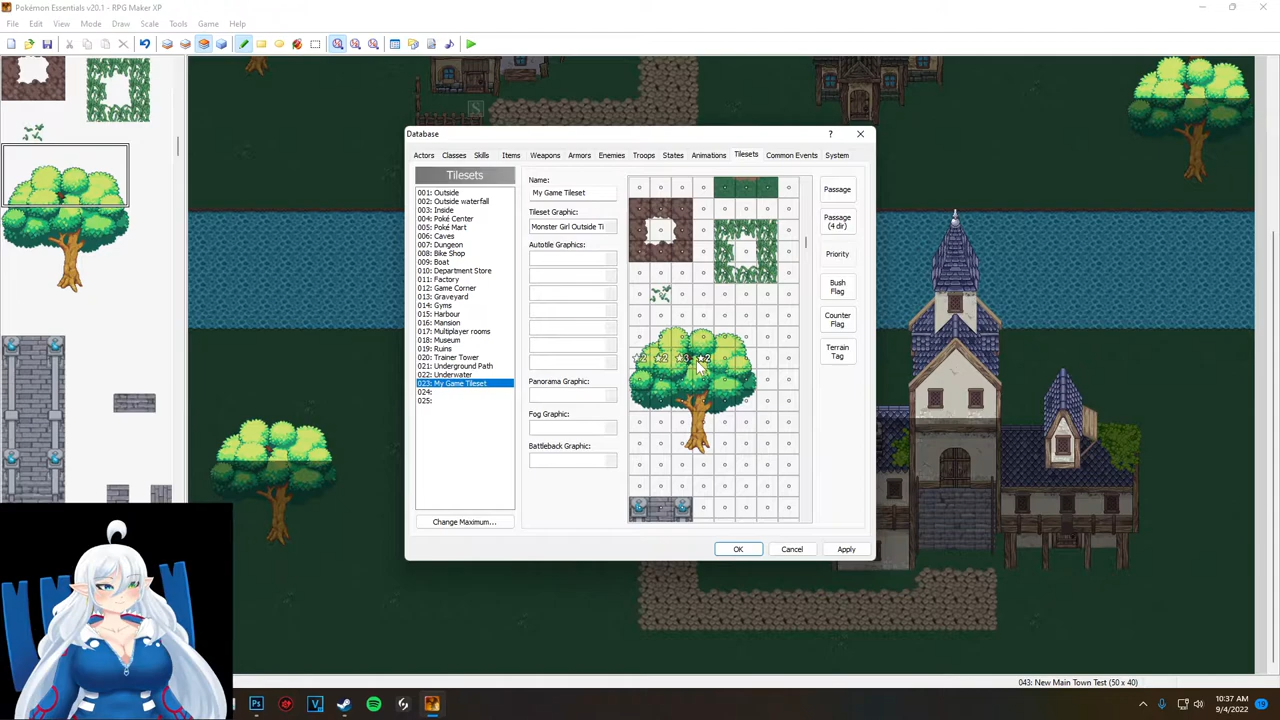 Pokémon Essentials v20.1 - RPG Maker XP
File Edit View Mode Draw Scale Tools Game Help
S
Database
?
Actors Classes Skills Items Weapons Armors Enemies Troops States Animations Tilesets Common Events System
Tilesets
001: Outside
002: Outside waterfall
003: Inside
004: Poké Center
005: Poké Mart
006: Caves
007: Dungeon
008: Bike Shop
009: Boat
010: Department Store
011: Factory
012: Game Corner
013: Graveyard
014: Gyms
015: Harbour
016: Mansion
017: Multiplayer rooms
018: Museum
019: Ruins
020: Trainer Tower
021: Underground Path
022: Underwater
023: My Game Tileset
024:
025:
Change Maximum...
Name:
My Game Tileset
Tileset Graphic:
Monster Girl Outside Ti
Autotile Graphics:
Panorama Graphic:
Fog Graphic:
Battleback Graphic:
★2 ★2 ★3 ★2
Passage
Passage
(4 dir)
Priority
Bush
Flag
Counter
Flag
Terrain
Tag
OK Cancel Apply
043: New Main Town Test (50 x 40)
10:37 AM
9/4/2022
19